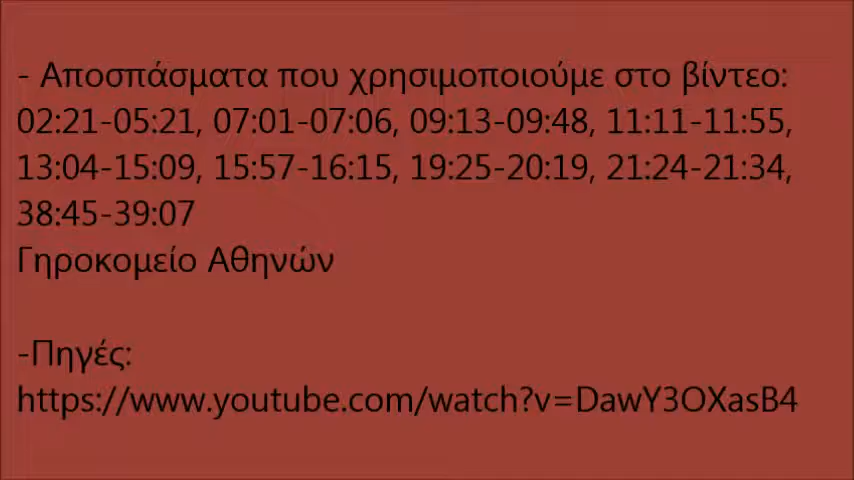 - Αποσπάσματα που χρησιμοποιούμε στο βίντεο:
02:21-05:21, 07:01-07:06, 09:13-09:48, 11:11-11:55,
13:04-15:09, 15:57-16:15, 19:25-20:19, 21:24-21:34,
38:45-39:07
Γηροκομείο Αθηνών
-Πηγές:
https://www.youtube.com/watch?v=DawY3OXasB4